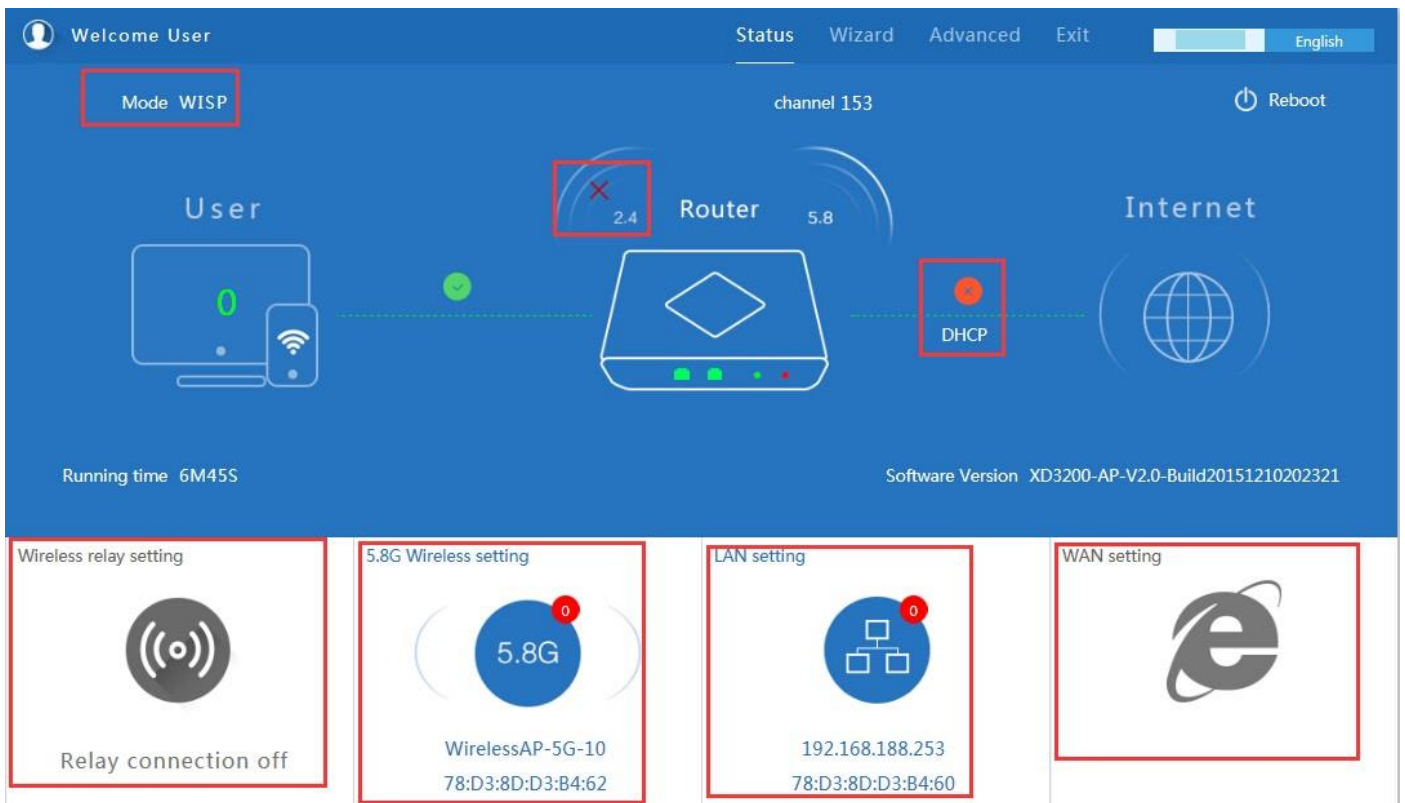 Welcome User
Status Wizard Advanced Exit English
Mode WISP
channel 153
Reboot
User
2.4
Router
5.8
Internet
0
DHCP
Running time 6M45S
Software Version XD3200-AP-V2.0-Build20151210202321
Wireless relay setting
Relay connection off
5.8G Wireless setting
0
5.8G
WirelessAP-5G-10
78:D3:8D:D3:B4:62
LAN setting
0
192.168.188.253
78:D3:8D:D3:B4:60
WAN setting